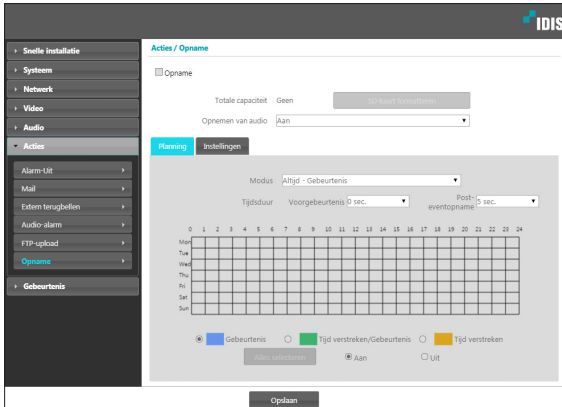 IDIS
Snelle installatie
Systeem
Netwerk
Video
Audio
Acties
Alarm-Uit
Mail
Extern terugbellen
Audio-alarm
FTP-upload
Opname
Gebeurtenis
Acties / Opname
Opname
Totale capaciteit Geen SD-kaart formatteren
Opnemen van audio Aan
Planning Instellingen
Modus Altijd - Gebeurtenis
Tijdsduur Voorgebeurtenis 0 sec. Post-eventopname 5 sec.
0 1 2 3 4 5 6 7 8 9 10 11 12 13 14 15 16 17 18 19 20 21 22 23 24
Mon
Tue
Wed
Thu
Fri
Sat
Sun
Gebeurtenis Tijd verstreken/Gebeurtenis Tijd verstreken
Alles selecteren Aan Uit
Opslaan